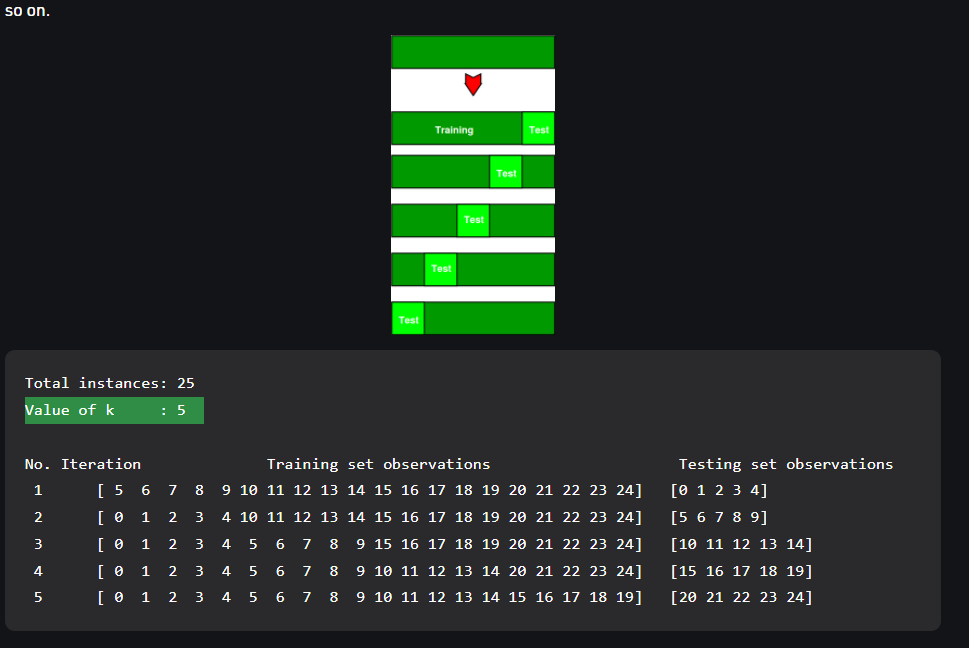 so on.
Training Test
Test
Test
Test
Test
Total instances: 25
Value of k     : 5
No. Iteration              Training set observations                     Testing set observations
 1      [ 5  6  7  8  9 10 11 12 13 14 15 16 17 18 19 20 21 22 23 24]   [0 1 2 3 4]
 2      [ 0  1  2  3  4 10 11 12 13 14 15 16 17 18 19 20 21 22 23 24]   [5 6 7 8 9]
 3      [ 0  1  2  3  4  5  6  7  8  9 15 16 17 18 19 20 21 22 23 24]   [10 11 12 13 14]
 4      [ 0  1  2  3  4  5  6  7  8  9 10 11 12 13 14 20 21 22 23 24]   [15 16 17 18 19]
 5      [ 0  1  2  3  4  5  6  7  8  9 10 11 12 13 14 15 16 17 18 19]   [20 21 22 23 24]